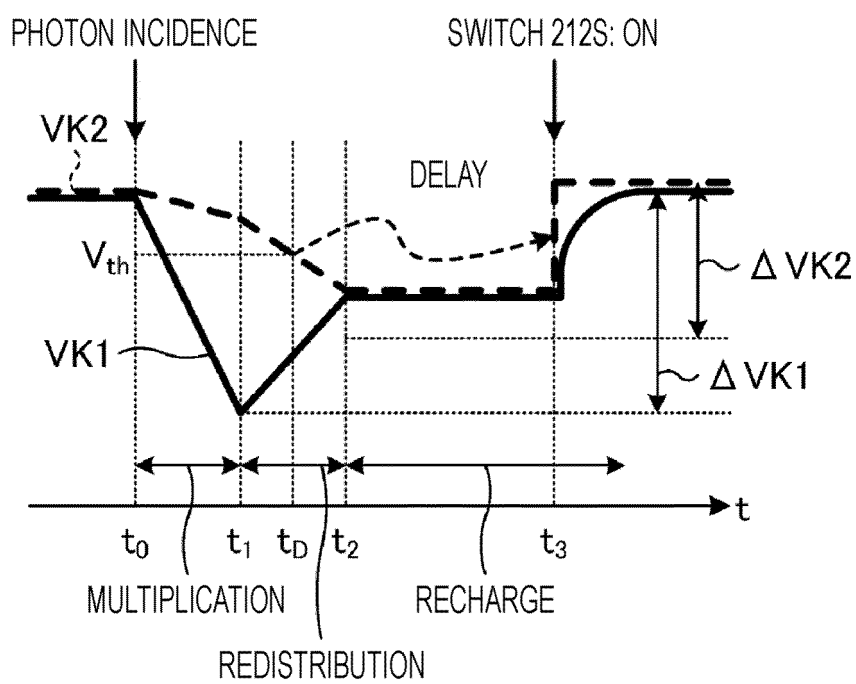 PHOTON INCIDENCE
SWITCH 212S: ON
VK2
DELAY
Vth
ΔVK2
VK1
ΔVK1
t
t0
t1
tD
t2
t3
MULTIPLICATION
RECHARGE
REDISTRIBUTION